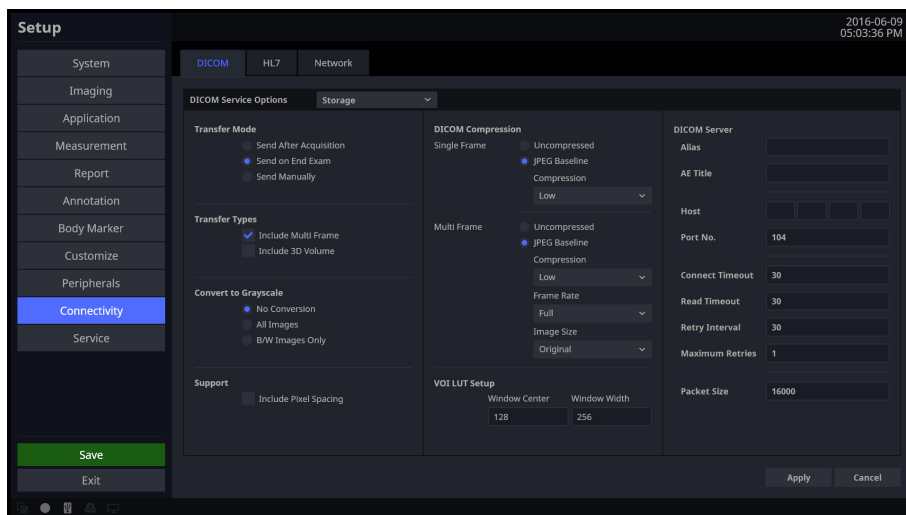 Setup
2016-06-09
05:03:36 PM
System
Imaging
Application
Measurement
Report
Annotation
Body Marker
Customize
Peripherals
Connectivity
Service
Save
Exit
DICOM HL7 Network
DICOM Service Options Storage
Transfer Mode
Send After Acquisition
Send on End Exam
Send Manually
Transfer Types
Include Multi Frame
Include 3D Volume
Convert to Grayscale
No Conversion
All Images
B/W Images Only
Support
Include Pixel Spacing
DICOM Compression
Single Frame Uncompressed
JPEG Baseline
Compression
Low
Multi Frame Uncompressed
JPEG Baseline
Compression
Low
Frame Rate
Full
Image Size
Original
VOI LUT Setup
Window Center Window Width
128 256
DICOM Server
Alias
AE Title
Host
Port No. 104
Connect Timeout 30
Read Timeout 30
Retry Interval 30
Maximum Retries 1
Packet Size 16000
Apply Cancel